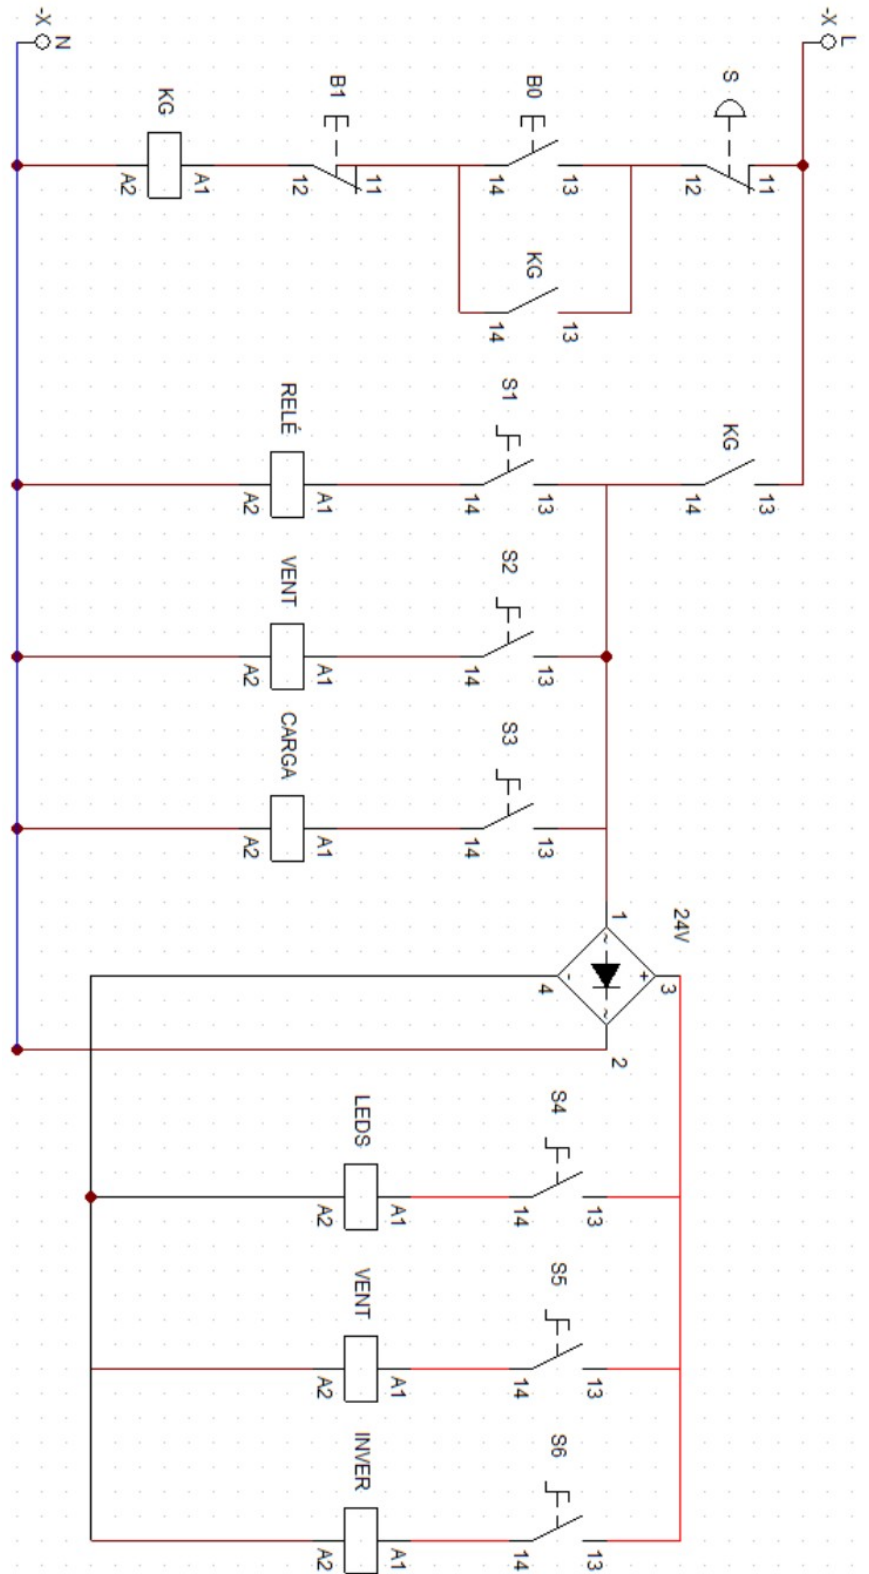 L
-X
S
11
12
B0
13
14
KG
13
14
B1
11
12
KG
A1
A2
KG
13
14
S1
13
14
RELÉ
A1
A2
S2
13
14
VENT
A1
A2
S3
13
14
CARGA
A1
A2
24V
1
~
+
3
-
4
~
2
S4
13
14
LEDS
A1
A2
S5
13
14
VENT
A1
A2
S6
13
14
INVER
A1
A2
N
-X